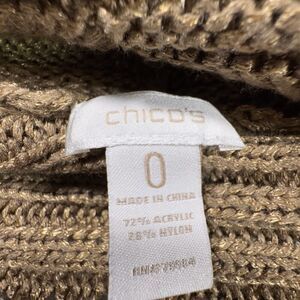 chico's
0
MADE IN CHINA
72% ACRYLIC
28% NYLON